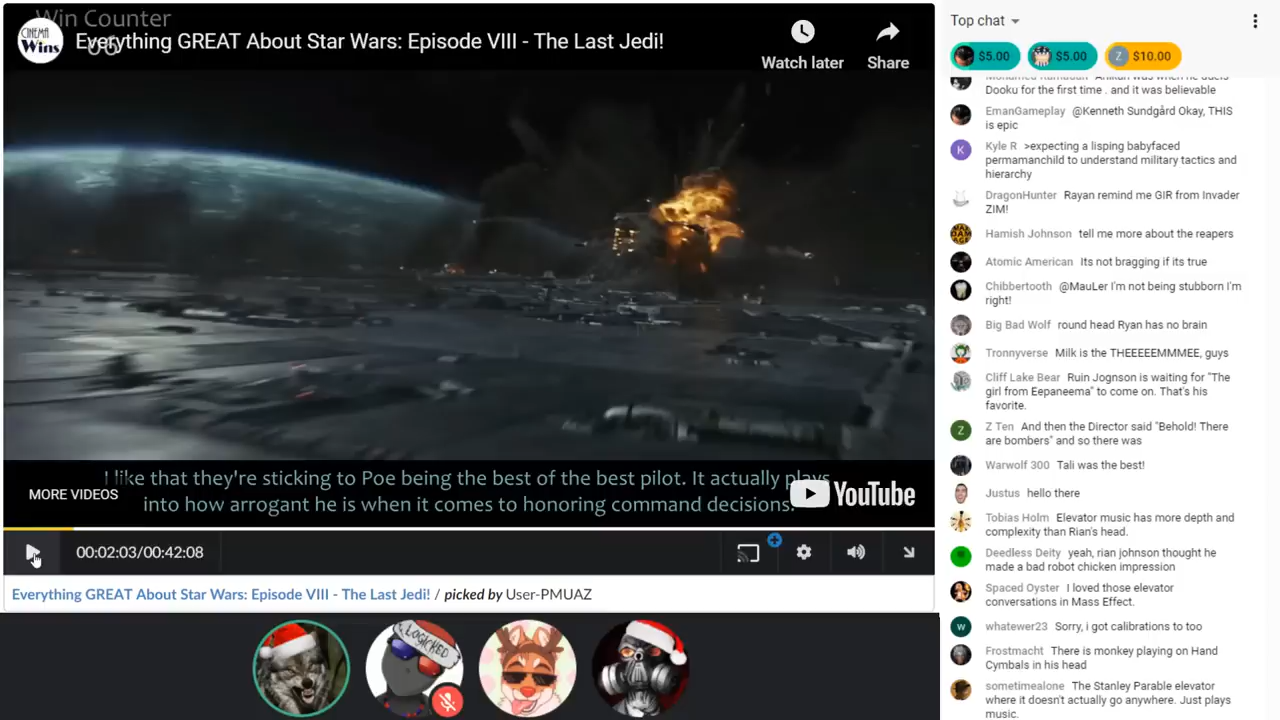 Win Counter
CINEMA
Wins
Everything GREAT About Star Wars: Episode VIII - The Last Jedi!
Watch later
Share
I like that they're sticking to Poe being the best of the best pilot. It actually plays
into how arrogant he is when it comes to honoring command decisions.
MORE VIDEOS
YouTube
00:02:03/00:42:08
Everything GREAT About Star Wars: Episode VIII - The Last Jedi! / picked by User-PMUAZ
LOGICKED
Top chat
$5.00
$5.00
Z $10.00
Dooku for the first time . and it was believable
EmanGameplay @Kenneth Sundgård Okay, THIS
is epic
K Kyle R >expecting a lisping babyfaced
permamanchild to understand military tactics and
hierarchy
DragonHunter Rayan remind me GIR from Invader
ZIM!
Hamish Johnson tell me more about the reapers
Atomic American Its not bragging if its true
Chibbertooth @MauLer I'm not being stubborn I'm
right!
Big Bad Wolf round head Ryan has no brain
Tronnyverse Milk is the THEEEEEMMMEE, guys
Cliff Lake Bear Ruin Jognson is waiting for "The
girl from Eepaneema" to come on. That's his
favorite.
Z Z Ten And then the Director said "Behold! There
are bombers" and so there was
Warwolf 300 Tali was the best!
Justus hello there
Tobias Holm Elevator music has more depth and
complexity than Rian's head.
Deedless Deity yeah, rian johnson thought he
made a bad robot chicken impression
Spaced Oyster I loved those elevator
conversations in Mass Effect.
w whatewer23 Sorry, i got calibrations to too
Frostmacht There is monkey playing on Hand
Cymbals in his head
sometimealone The Stanley Parable elevator
where it doesn't actually go anywhere. Just plays
music.